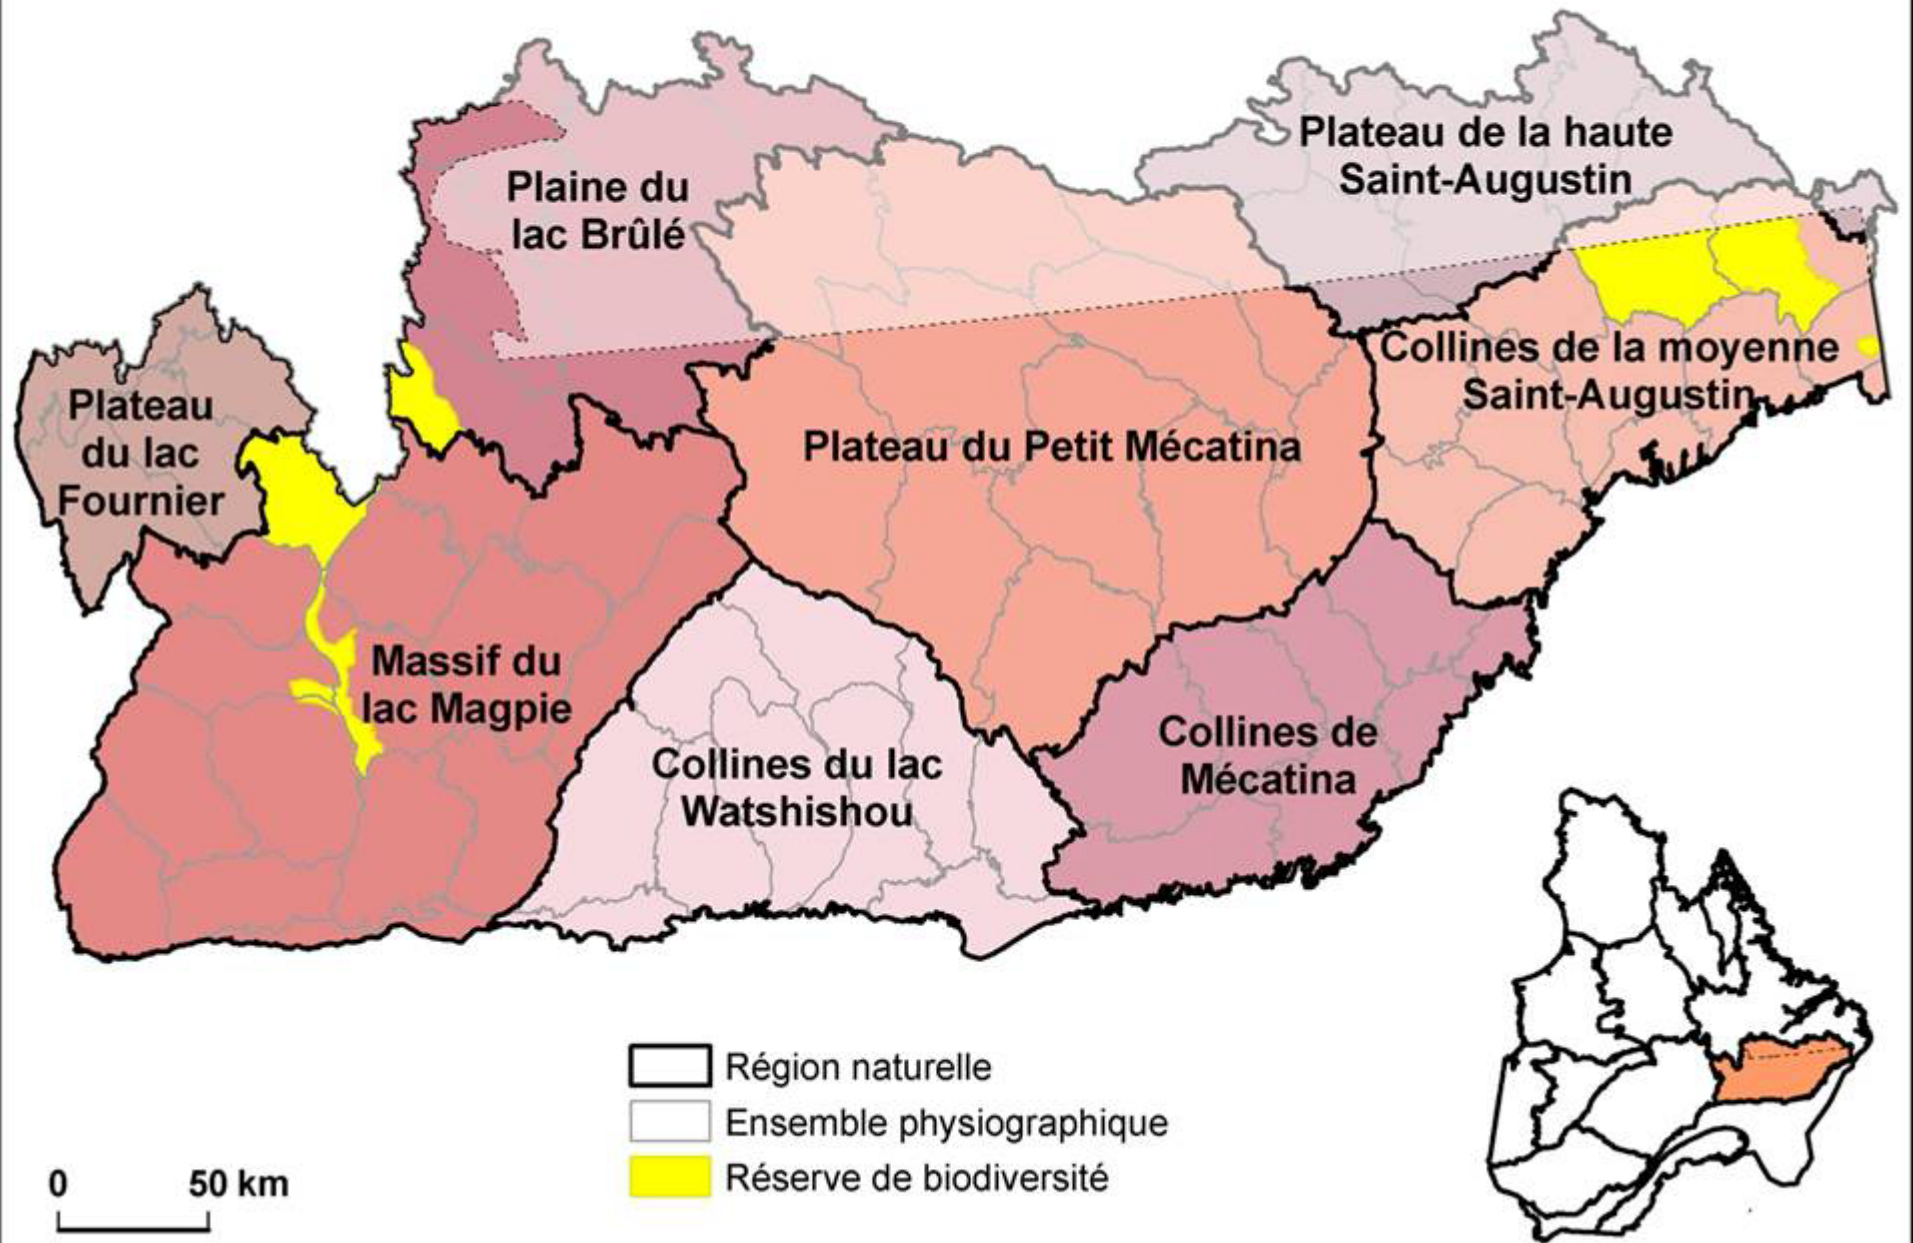 Plateau de la haute
Saint-Augustin
Plaine du
lac Brûlé
Collines de la moyenne
Saint-Augustin
Plateau
du lac
Fournier
Plateau du Petit Mécatina
Massif du
lac Magpie
Collines du lac
Watshishou
Collines de
Mécatina
Région naturelle
Ensemble physiographique
Réserve de biodiversité
0 50 km